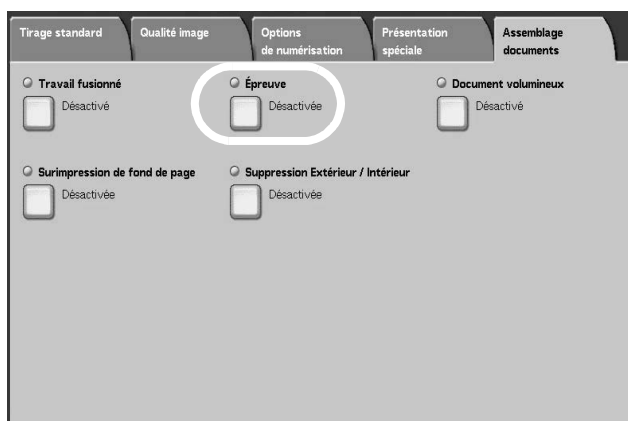 Tirage standard
Qualité image
Options
de numérisation
Présentation
spéciale
Assemblage
documents
Travail fusionné
Désactivé
Épreuve
Désactivée
Document volumineux
Désactivé
Surimpression de fond de page
Désactivée
Suppression Extérieur / Intérieur
Désactivée